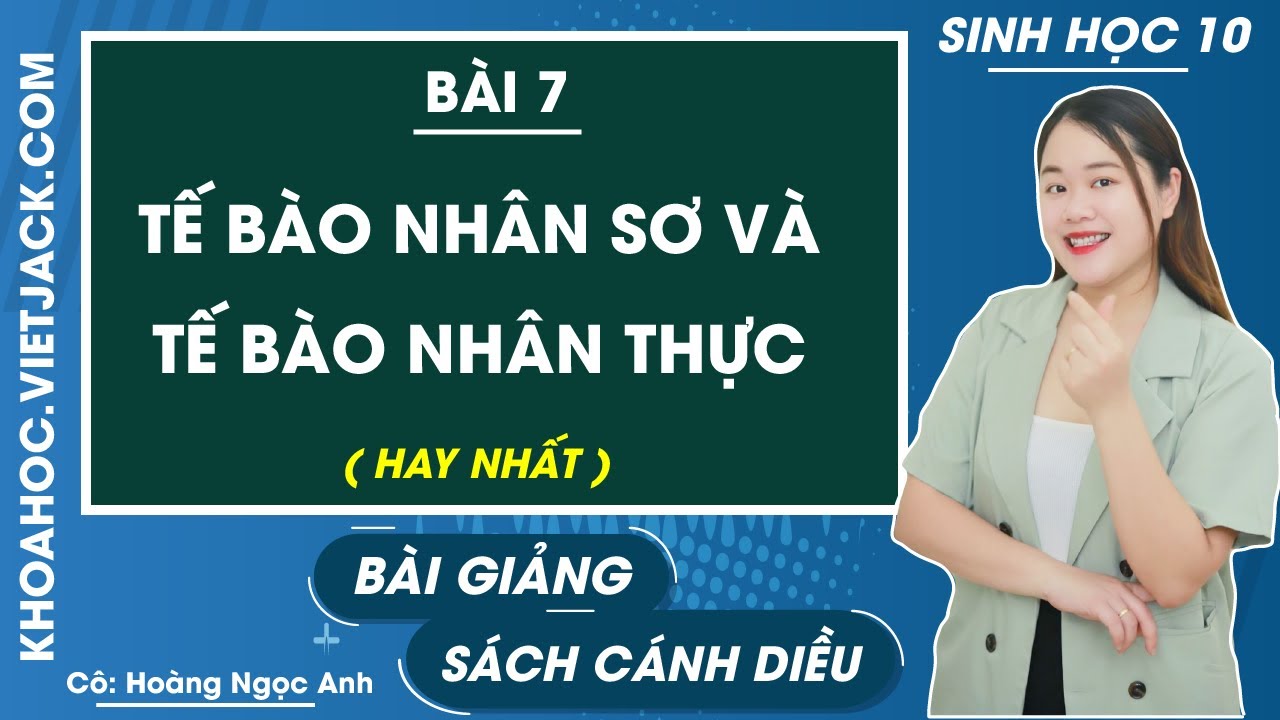 KHOAHOC.VIETJACK.COM
SINH HỌC 10
BÀI 7
TẾ BÀO NHÂN SƠ VÀ
TẾ BÀO NHÂN THỰC
( HAY NHẤT )
BÀI GIẢNG
SÁCH CÁNH DIỀU
Cô: Hoàng Ngọc Anh